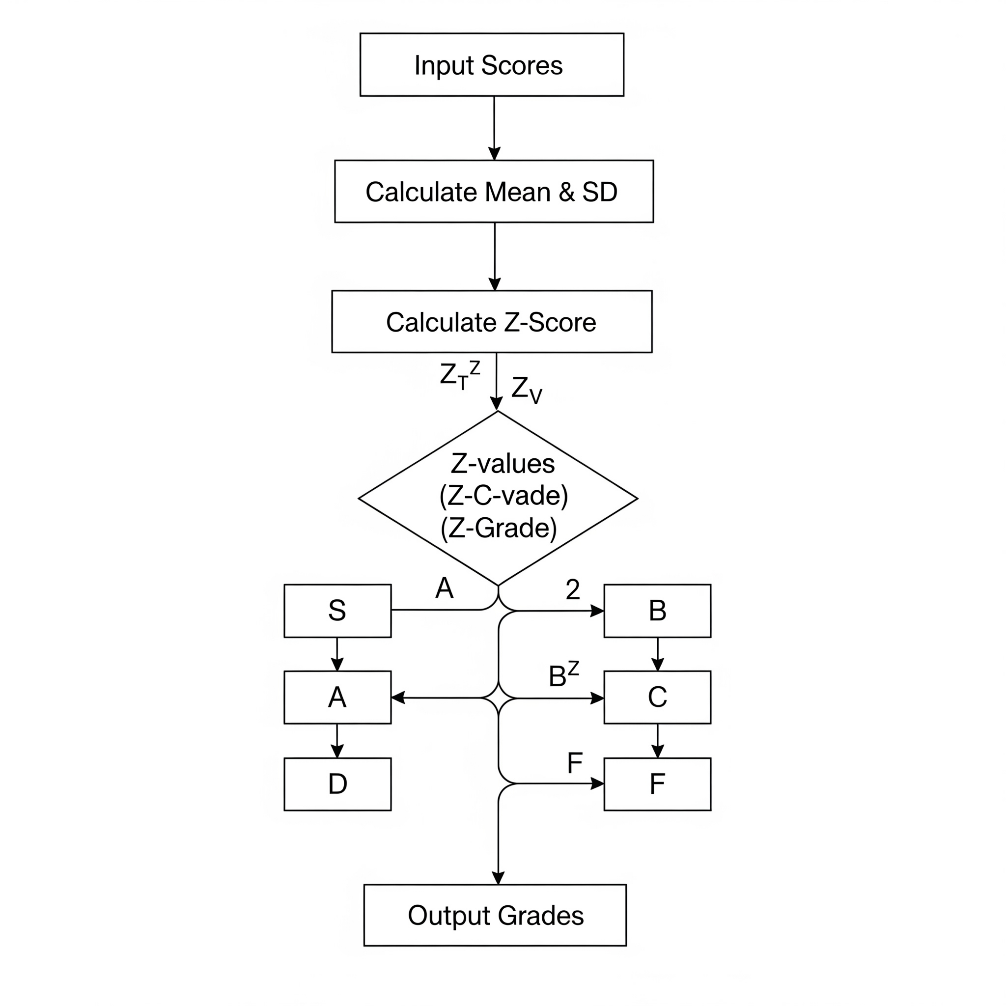 Input Scores
Calculate Mean & SD
Calculate Z-Score
Z_T^Z Z_V
Z-values
(Z-C-vade)
(Z-Grade)
A 2
S B
B^Z
A C
F
D F
Output Grades